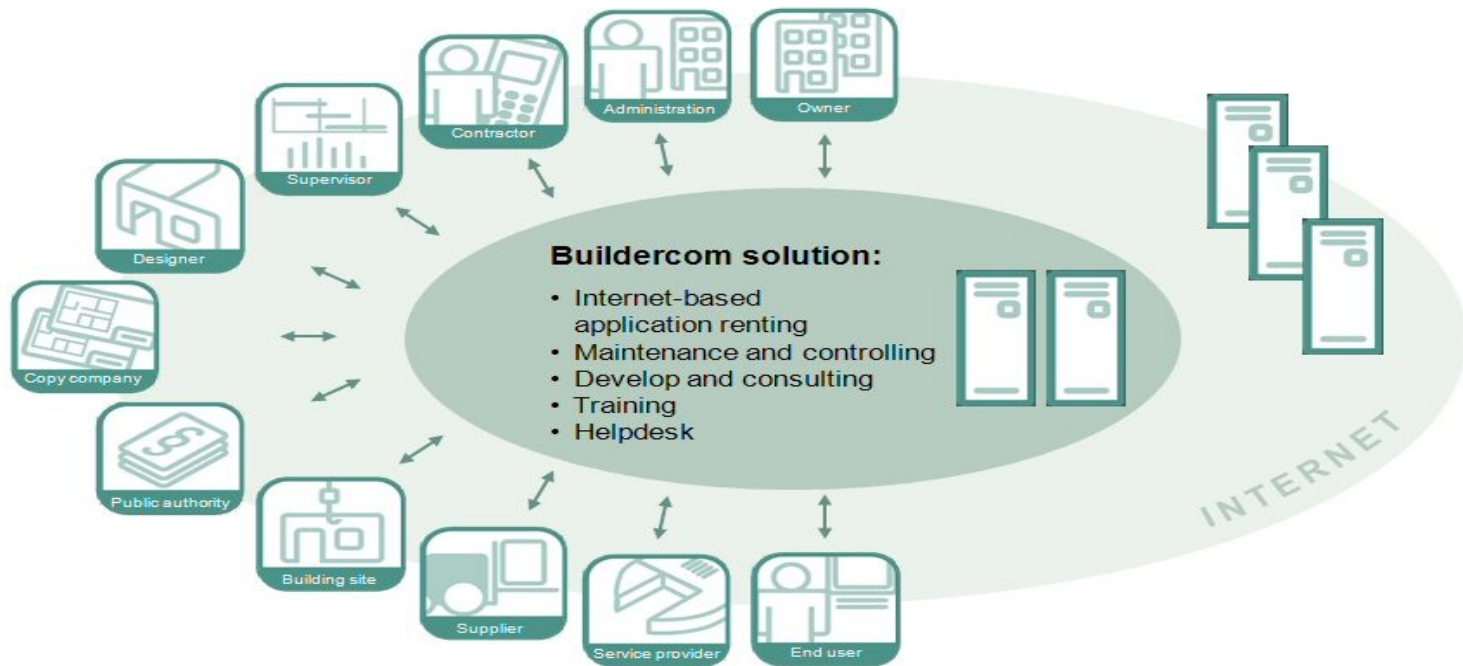 Administration
Owner
Contractor
Supervisor
Designer
Buildercom solution:
• Internet-based
application renting
• Maintenance and controlling
• Develop and consulting
• Training
• Helpdesk
Copy company
INTERNET
Public authority
Building site
Supplier
Service provider
End user